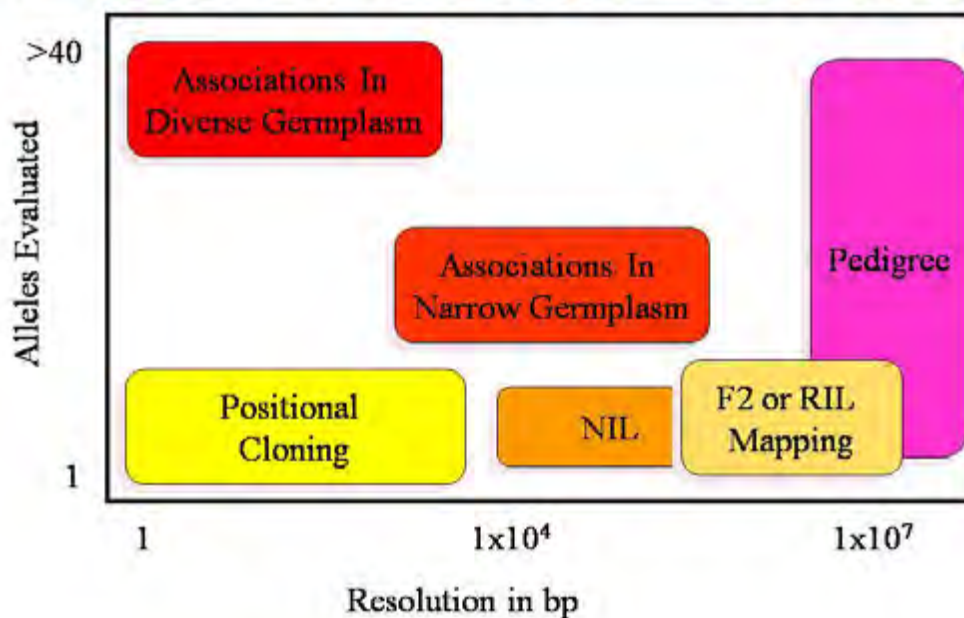 >40
Associations In
Diverse Germplasm
Alleles Evaluated
Associations In
Narrow Germplasm
Pedigree
Positional
Cloning
NIL
F2 or RIL
Mapping
1
1 1x10⁴ 1x10⁷
Resolution in bp